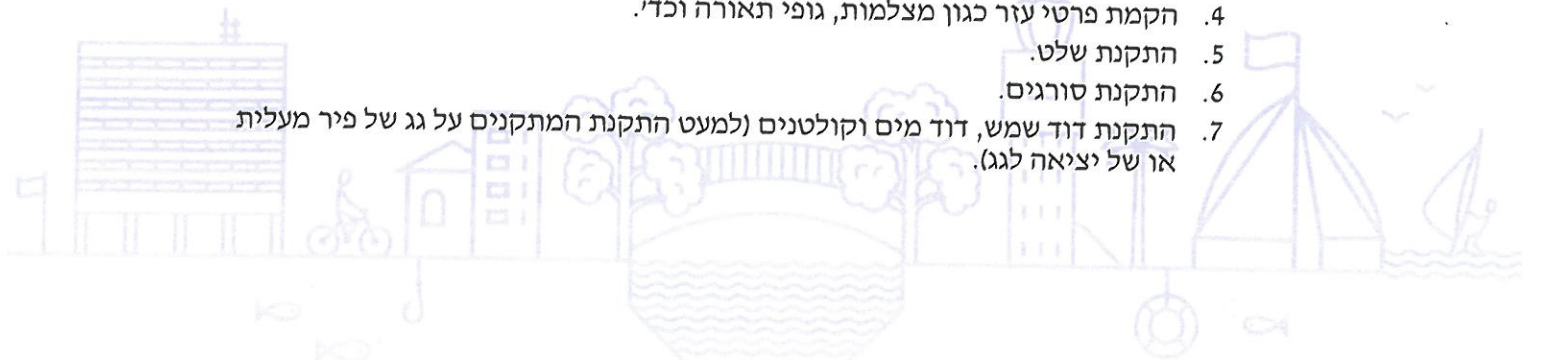 4. הקמת פרטי עזר כגון מצלמות, גופי תאורה וכד'.
5. התקנת שלט.
6. התקנת סורגים.
7. התקנת דוד שמש, דוד מים וקולטנים (למעט התקנת המתקנים על גג של פיר מעלית
או של יציאה לגג).